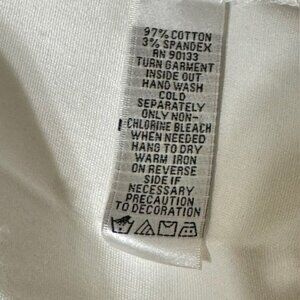 97% COTTON
3% SPANDEX
RN 90133
TURN GARMENT
INSIDE OUT
HAND WASH
COLD
SEPARATELY
ONLY NON-
CHLORINE BLEACH
WHEN NEEDED
HANG TO DRY
WARM IRON
ON REVERSE
SIDE IF
NECESSARY
PRECAUTION
TO DECORATION